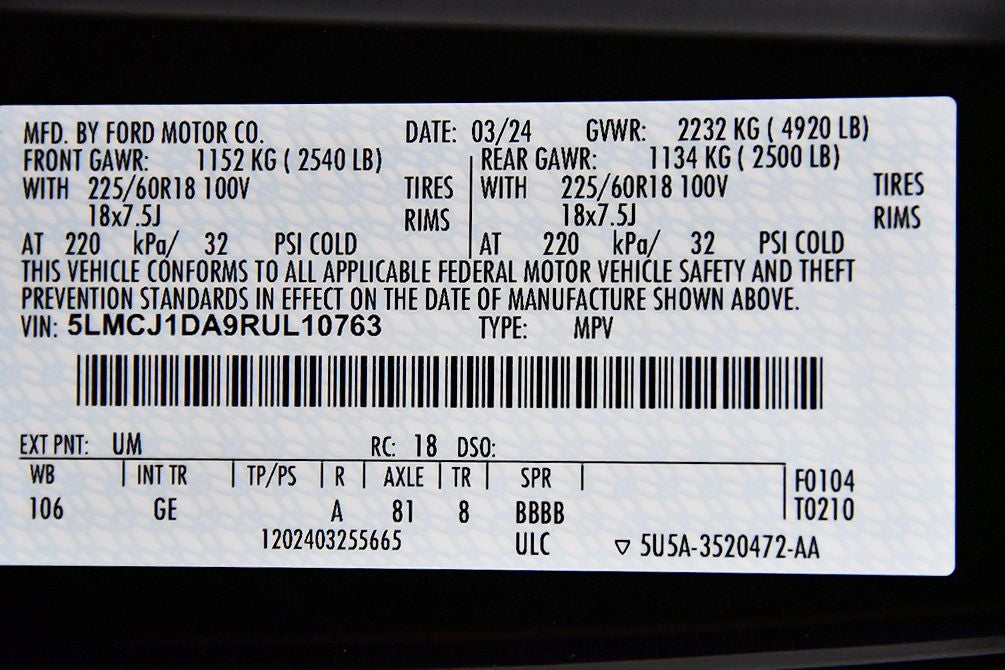 MFD. BY FORD MOTOR CO. DATE: 03/24 GVWR: 2232 KG ( 4920 LB)
FRONT GAWR: 1152 KG ( 2540 LB) REAR GAWR: 1134 KG ( 2500 LB)
WITH 225/60R18 100V TIRES WITH 225/60R18 100V TIRES
18x7.5J RIMS 18x7.5J RIMS
AT 220 kPa/ 32 PSI COLD AT 220 kPa/ 32 PSI COLD
THIS VEHICLE CONFORMS TO ALL APPLICABLE FEDERAL MOTOR VEHICLE SAFETY AND THEFT
PREVENTION STANDARDS IN EFFECT ON THE DATE OF MANUFACTURE SHOWN ABOVE.
VIN: 5LMCJ1DA9RUL10763 TYPE: MPV
EXT PNT: UM RC: 18 DSO:
WB INT TR TP/PS R AXLE TR SPR F0104
106 GE A 81 8 BBBB T0210
1202403255665 ULC ▽ 5U5A-3520472-AA